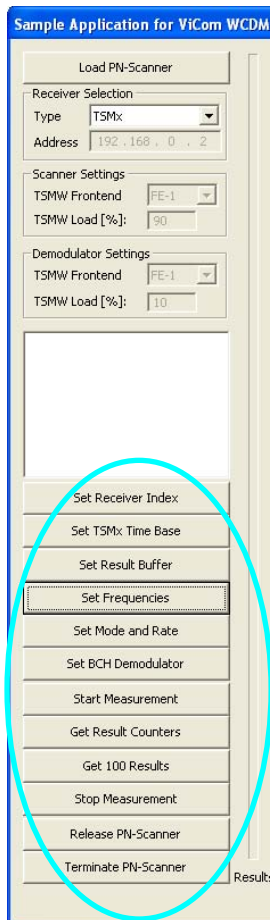 Sample Application for ViCom WCDM
Load PN-Scanner
Receiver Selection
Type TSMx
Address 192 . 168 . 0 . 2
Scanner Settings
TSMW Frontend FE-1
TSMW Load [%]: 90
Demodulator Settings
TSMW Frontend FE-1
TSMW Load [%]: 10
Set Receiver Index
Set TSMx Time Base
Set Result Buffer
Set Frequencies
Set Mode and Rate
Set BCH Demodulator
Start Measurement
Get Result Counters
Get 100 Results
Stop Measurement
Release PN-Scanner
Terminate PN-Scanner
Results